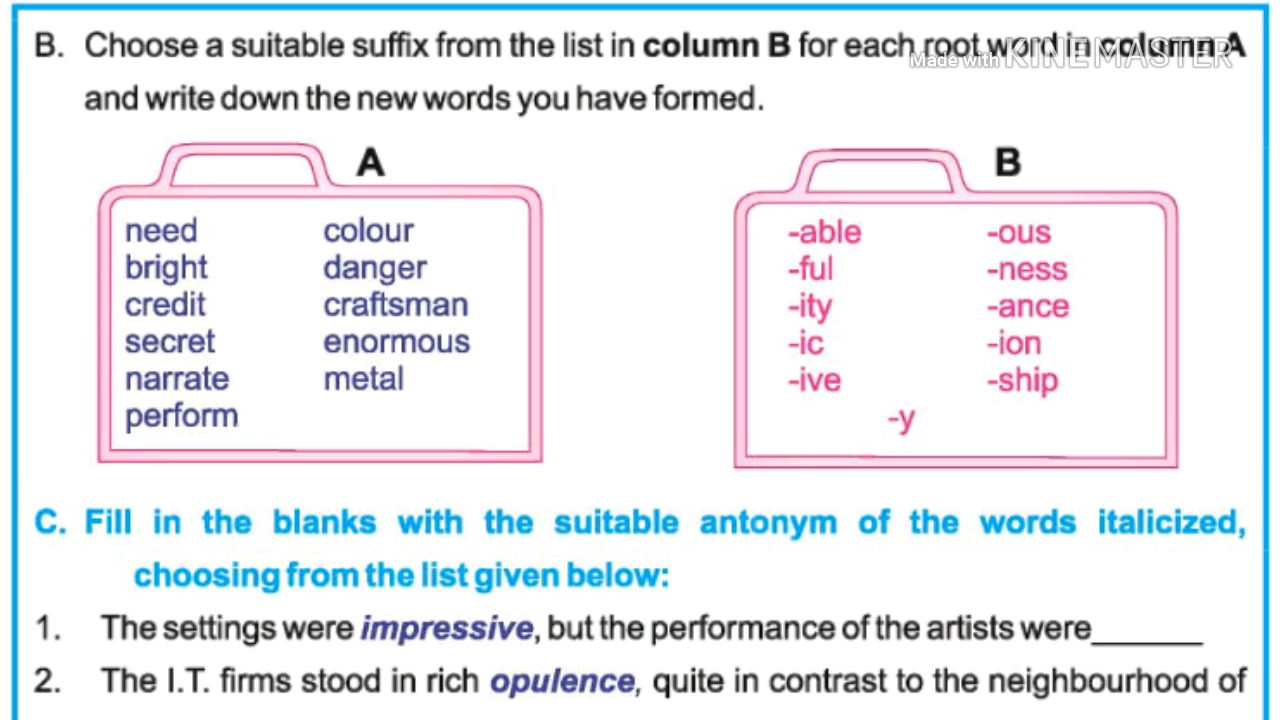 B. Choose a suitable suffix from the list in column B for each root word in column A
Made with KINEMASTER
and write down the new words you have formed.
A
need colour
bright danger
credit craftsman
secret enormous
narrate metal
perform
B
-able -ous
-ful -ness
-ity -ance
-ic -ion
-ive -ship
-y
C. Fill in the blanks with the suitable antonym of the words italicized,
choosing from the list given below:
1. The settings were impressive, but the performance of the artists were_______
2. The I.T. firms stood in rich opulence, quite in contrast to the neighbourhood of